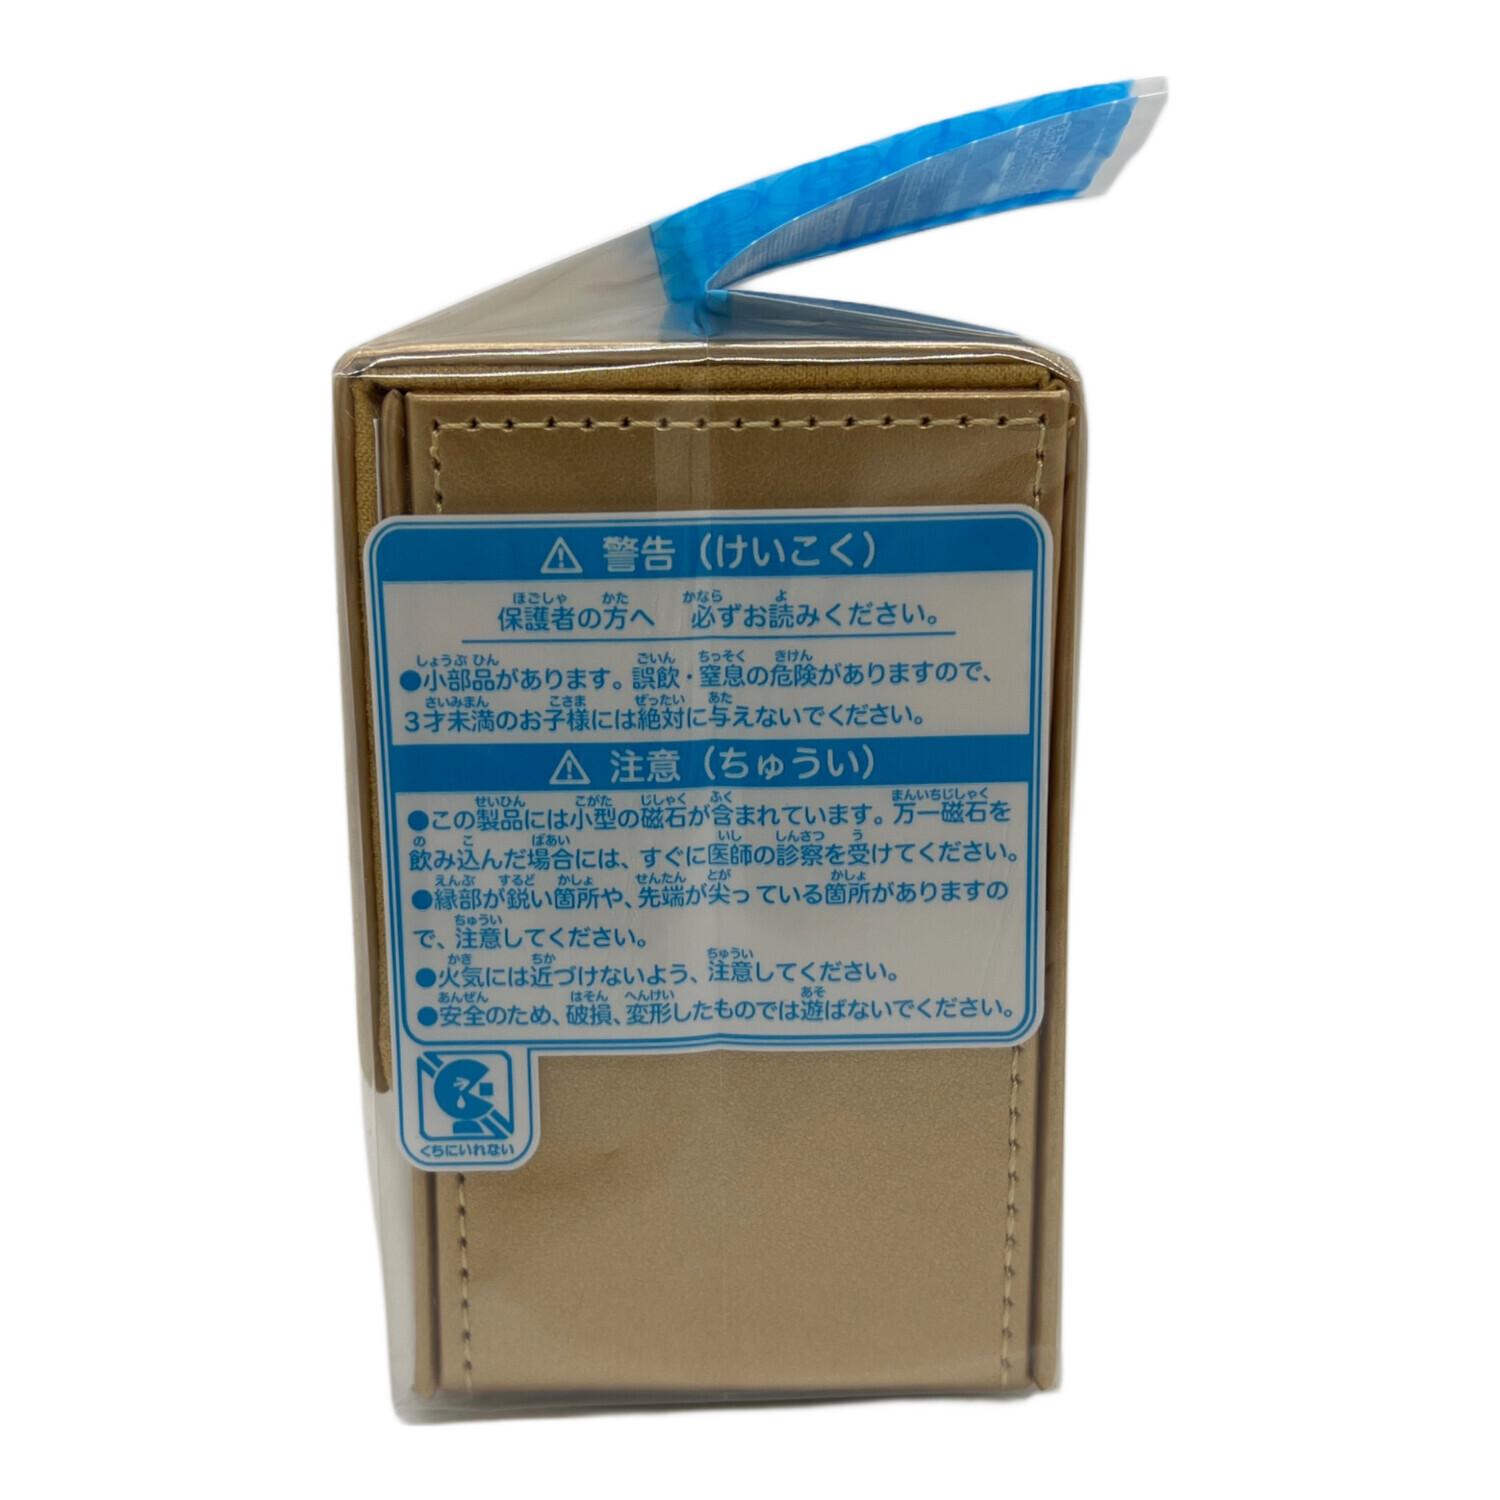 ⚠ 警告（けいこく）
保護者の方へ 必ずお読みください。
●小部品があります。誤飲・窒息の危険がありますので、
3才未満のお子様には絶対に与えないでください。
⚠ 注意（ちゅうい）
●この製品には小型の磁石が含まれています。万一磁石を
飲み込んだ場合には、すぐに医師の診察を受けてください。
●縁部が鋭い箇所や、先端が尖っている箇所がありますの
で、注意してください。
●火気には近づけないよう、注意してください。
●安全のため、破損、変形したものでは遊ばないでください。
くちにいれない